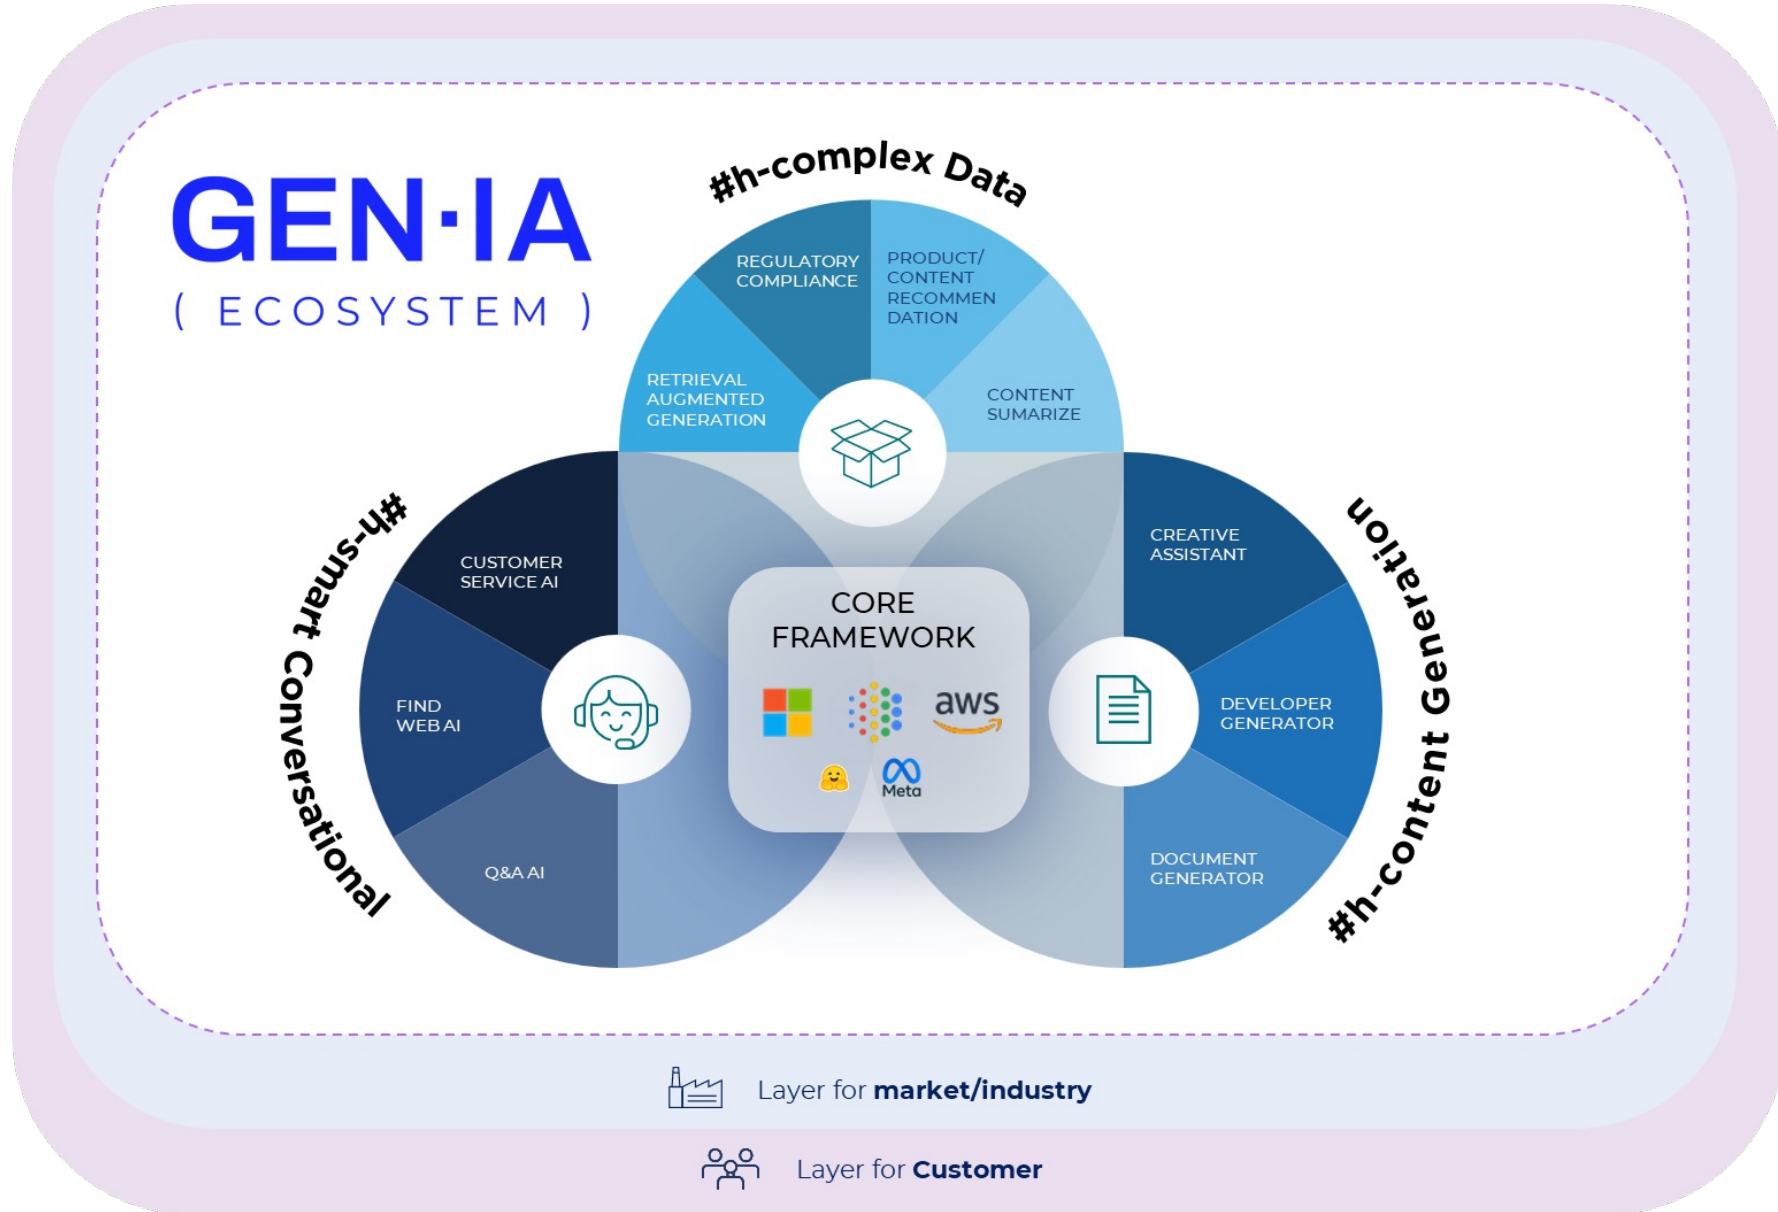 GEN·IA
( ECOSYSTEM )
#h-complex Data
REGULATORY
COMPLIANCE
PRODUCT/
CONTENT
RECOMMEN
DATION
RETRIEVAL
AUGMENTED
GENERATION
CONTENT
SUMARIZE
#h-smart Conversational
CUSTOMER
SERVICE AI
FIND
WEB AI
Q&A AI
CORE
FRAMEWORK
aws
Meta
#h-content Generation
CREATIVE
ASSISTANT
DEVELOPER
GENERATOR
DOCUMENT
GENERATOR
Layer for market/industry
Layer for Customer